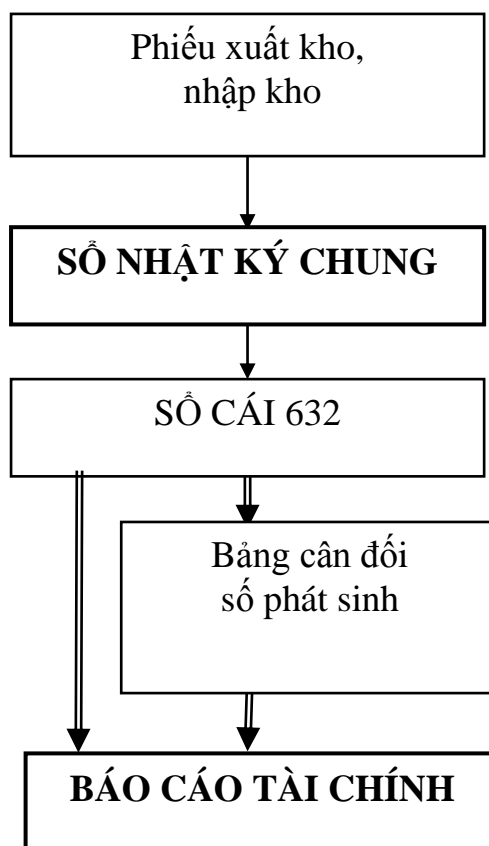 Phiếu xuất kho,
nhập kho
SỔ NHẬT KÝ CHUNG
SỔ CÁI 632
Bảng cân đối
số phát sinh
BÁO CÁO TÀI CHÍNH